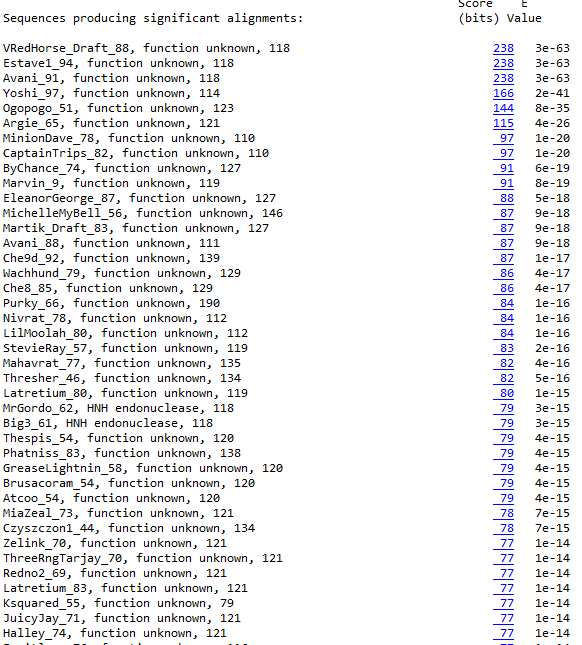 Score E
Sequences producing significant alignments: (bits) Value
VRedHorse_Draft_88, function unknown, 118 238 3e-63
Estave1_94, function unknown, 118 238 3e-63
Avani_91, function unknown, 118 238 3e-63
Yoshi_97, function unknown, 114 166 2e-41
Ogopogo_51, function unknown, 123 144 8e-35
Argie_65, function unknown, 121 115 4e-26
MinionDave_78, function unknown, 110 97 1e-20
CaptainTrips_82, function unknown, 110 97 1e-20
ByChance_74, function unknown, 127 91 6e-19
Marvin_9, function unknown, 119 91 8e-19
EleanorGeorge_87, function unknown, 127 88 5e-18
MichelleMyBell_56, function unknown, 146 87 9e-18
Martik_Draft_83, function unknown, 127 87 9e-18
Avani_88, function unknown, 111 87 9e-18
Che9d_92, function unknown, 139 87 1e-17
Wachhund_79, function unknown, 129 86 4e-17
Che8_85, function unknown, 129 86 4e-17
Purky_66, function unknown, 190 84 1e-16
Nivrat_78, function unknown, 112 84 1e-16
LilMoolah_80, function unknown, 112 84 1e-16
StevieRay_57, function unknown, 119 83 2e-16
Mahavrat_77, function unknown, 135 82 4e-16
Thresher_46, function unknown, 134 82 5e-16
Latretium_80, function unknown, 119 80 1e-15
MrGordo_62, HNH endonuclease, 118 79 3e-15
Big3_61, HNH endonuclease, 118 79 3e-15
Thespis_54, function unknown, 120 79 4e-15
Phatniss_83, function unknown, 138 79 4e-15
GreaseLightnin_58, function unknown, 120 79 4e-15
Brusacoram_54, function unknown, 120 79 4e-15
Atcoo_54, function unknown, 120 79 4e-15
MiaZeal_73, function unknown, 121 78 7e-15
Czyszczon1_44, function unknown, 134 78 7e-15
Zelink_70, function unknown, 121 77 1e-14
ThreeRngTarjay_70, function unknown, 121 77 1e-14
Redno2_69, function unknown, 121 77 1e-14
Latretium_83, function unknown, 121 77 1e-14
Ksquared_55, function unknown, 79 77 1e-14
JuicyJay_71, function unknown, 121 77 1e-14
Halley_74, function unknown, 121 77 1e-14